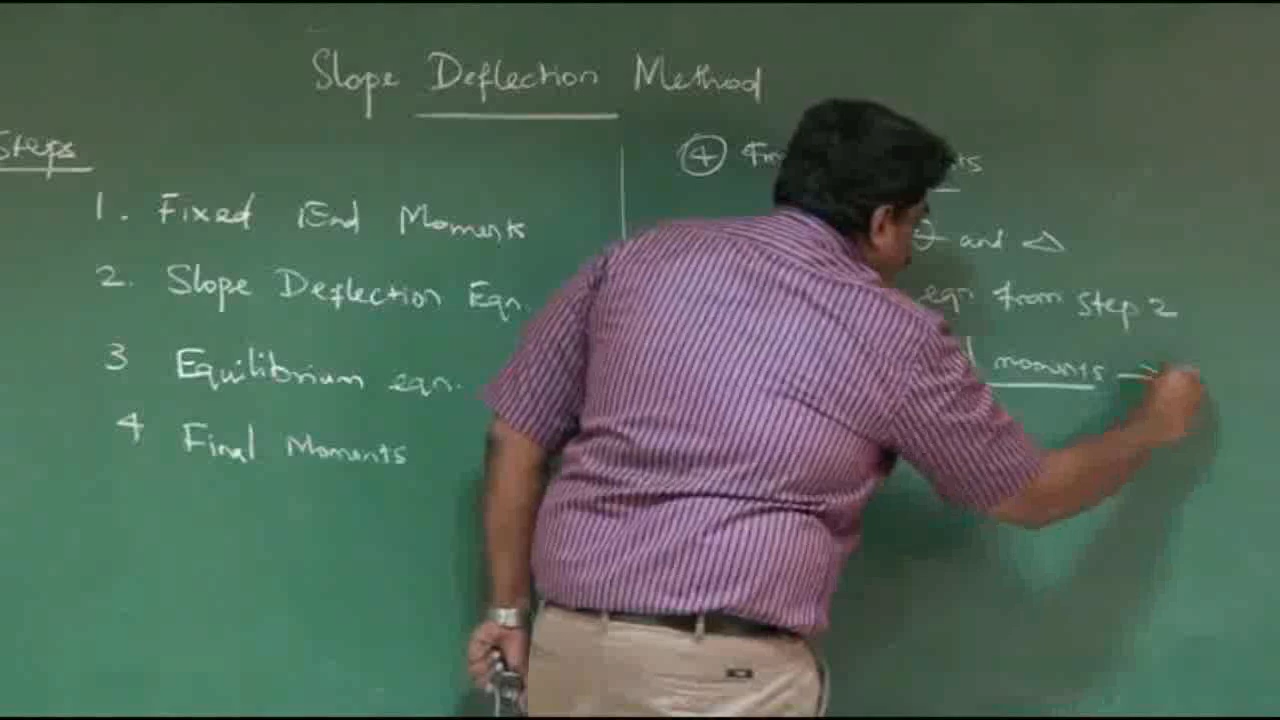 Slope Deflection Method
Steps
1. Fixed End Moments
2. Slope Deflection Eqn.
3 Equilibrium eqn.
4 Final Moments
4
θ and △
eqn from step 2
moments →